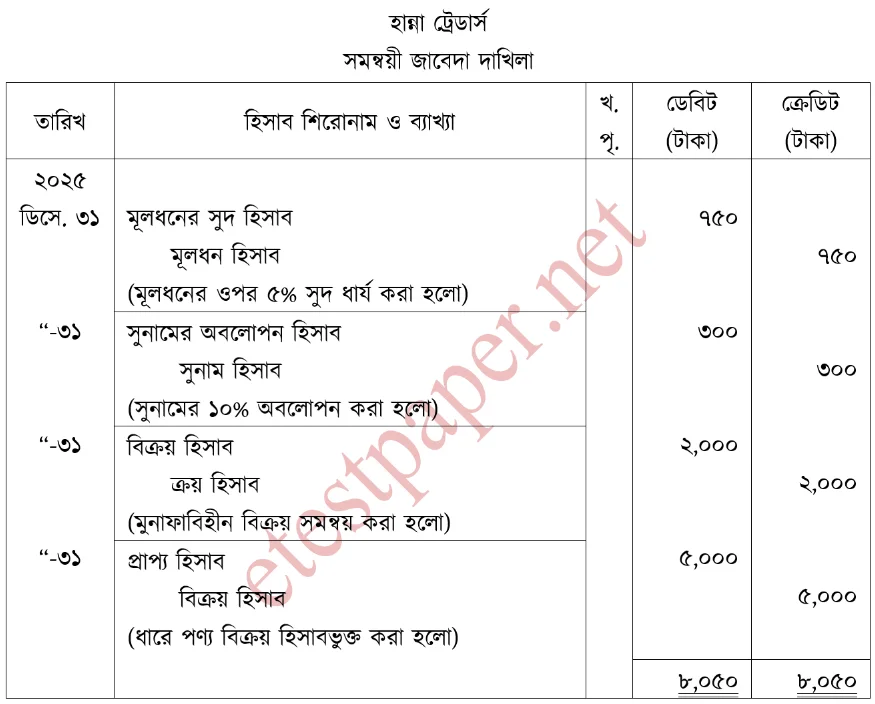 হান্না ট্রেডার্স
সমন্বয়ী জাবেদা দাখিলা
তারিখ হিসাব শিরোনাম ও ব্যাখ্যা খ. পৃ. ডেবিট (টাকা) ক্রেডিট (টাকা)
২০২৫
ডিসে. ৩১ মূলধনের সুদ হিসাব ৭৫০
মূলধন হিসাব ৭৫০
(মূলধনের ওপর ৫% সুদ ধার্য করা হলো)
“-৩১ সুনামের অবলোপন হিসাব ৩০০
সুনাম হিসাব ৩০০
(সুনামের ১০% অবলোপন করা হলো)
“-৩১ বিক্রয় হিসাব ২,০০০
ক্রয় হিসাব ২,০০০
(মুনাফাবিহীন বিক্রয় সমন্বয় করা হলো)
“-৩১ প্রাপ্য হিসাব ৫,০০০
বিক্রয় হিসাব ৫,০০০
(ধারে পণ্য বিক্রয় হিসাবভুক্ত করা হলো)
৮,০৫০ ৮,০৫০
etestpaper.net